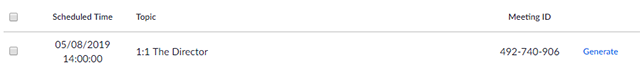 Scheduled Time Topic Meeting ID
05/08/2019
14:00:00 1:1 The Director 492-740-906 Generate